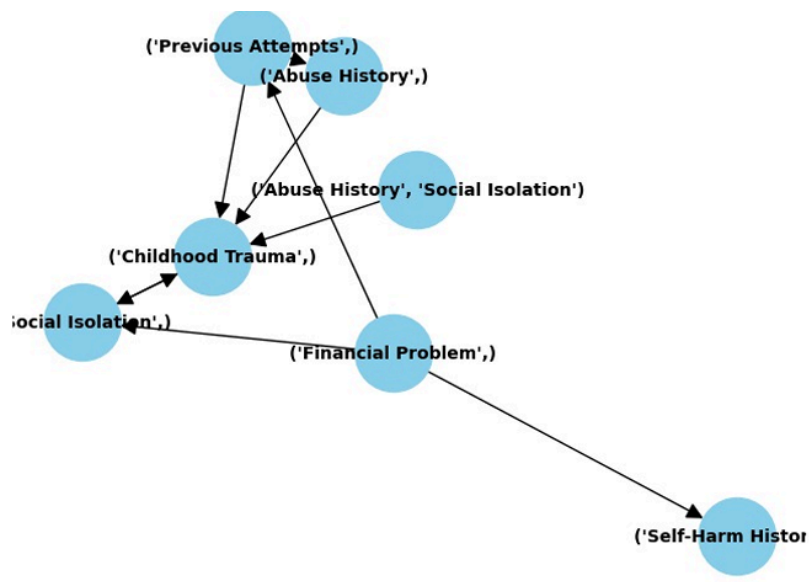 ('Previous Attempts',)
('Abuse History',)
('Abuse History', 'Social Isolation')
('Childhood Trauma',)
ocial Isolation',)
('Financial Problem',)
('Self-Harm Histor